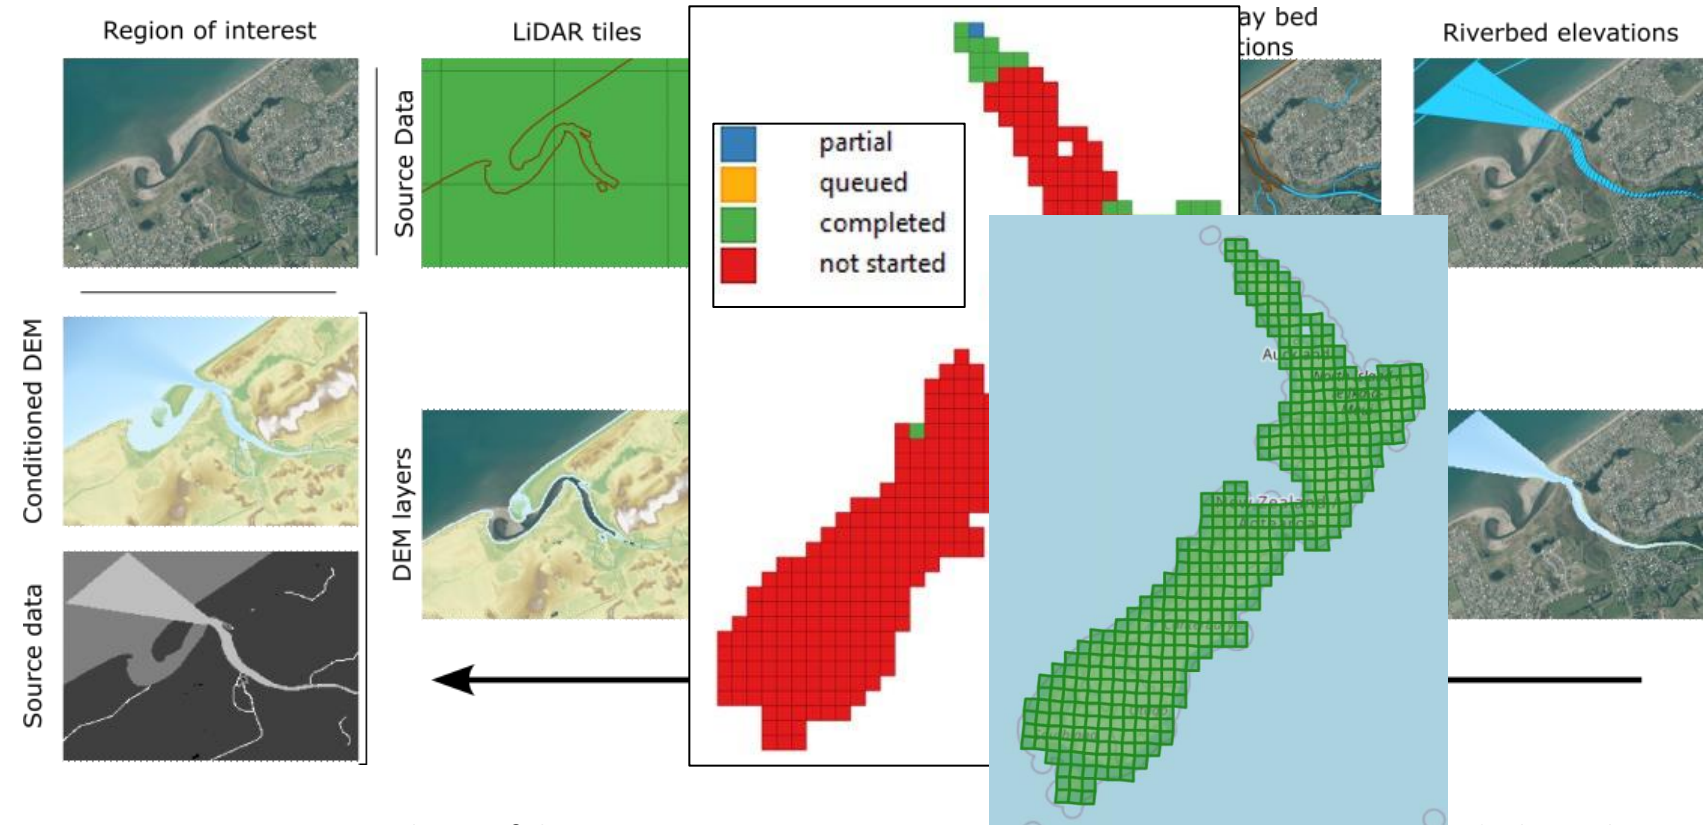 Region of interest
LiDAR tiles
ay bed
tions
Riverbed elevations
Source Data
partial
queued
completed
not started
Conditioned DEM
DEM layers
Source data